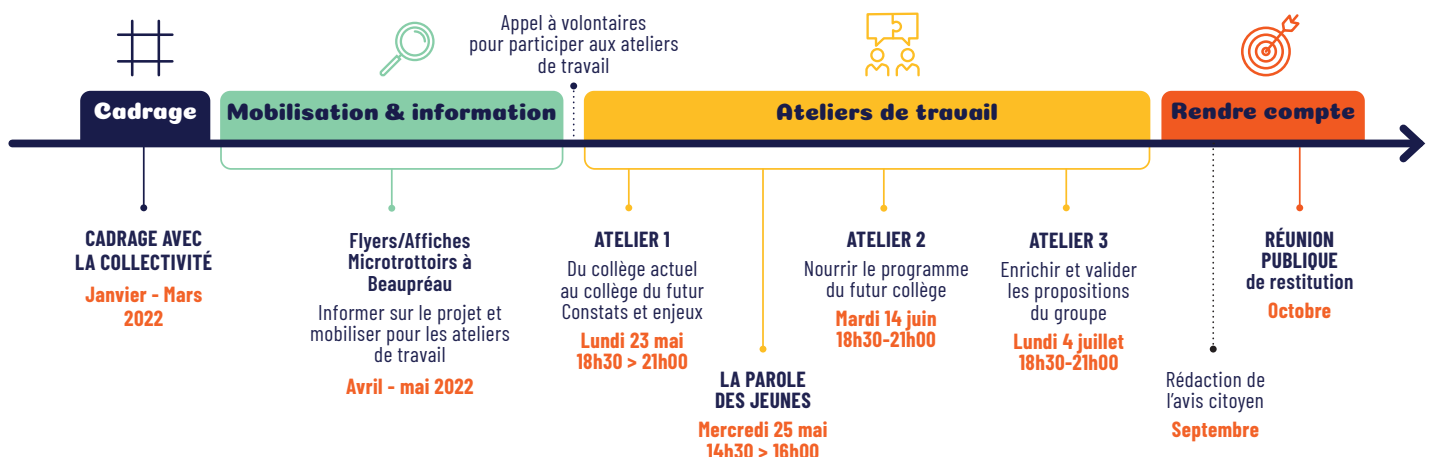 Appel à volontaires
pour participer aux ateliers
de travail
Cadrage
Mobilisation & information
Ateliers de travail
Rendre compte
CADRAGE AVEC
LA COLLECTIVITÉ
Janvier - Mars
2022
Flyers/Affiches
Microtrottoirs à
Beaupréau
Informer sur le projet et
mobiliser pour les ateliers
de travail
Avril - mai 2022
ATELIER 1
Du collège actuel
au collège du futur
Constats et enjeux
Lundi 23 mai
18h30 > 21h00
LA PAROLE
DES JEUNES
Mercredi 25 mai
14h30 > 16h00
ATELIER 2
Nourrir le programme
du futur collège
Mardi 14 juin
18h30-21h00
ATELIER 3
Enrichir et valider
les propositions
du groupe
Lundi 4 juillet
18h30-21h00
Rédaction de
l'avis citoyen
Septembre
RÉUNION
PUBLIQUE
de restitution
Octobre